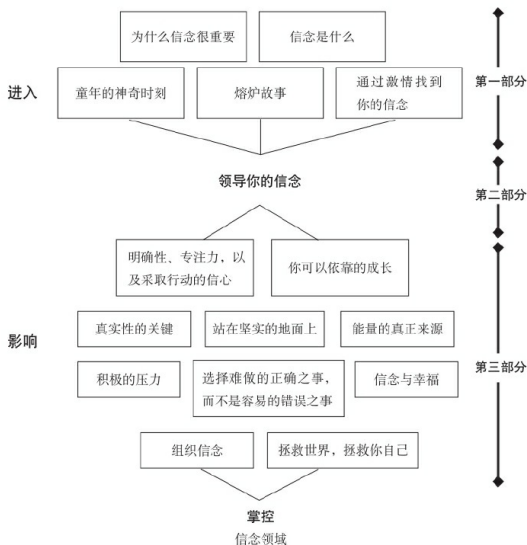 为什么信念很重要
信念是什么
第一部分
进入
童年的神奇时刻
熔炉故事
通过激情找到
你的信念
领导你的信念
第二部分
明确性、专注力，以
及采取行动的信心
你可以依靠的成长
影响
真实性的关键
站在坚实的地面上
能量的真正来源
第三部分
积极的压力
选择难做的正确之事，
而不是容易的错误之事
信念与幸福
组织信念
拯救世界，拯救你自己
掌控
信念领域